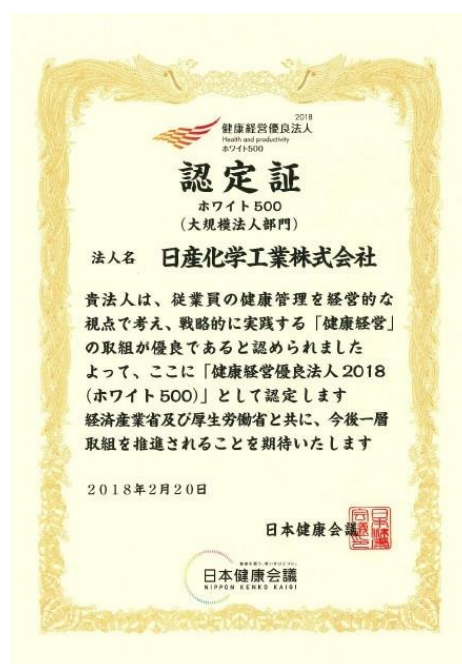 2018
健康経営優良法人
Health and productivity
ホワイト500
認定証
ホワイト500
(大規模法人部門)
法人名 日産化学工業株式会社
貴法人は、従業員の健康管理を経営的な
視点で考え、戦略的に実践する「健康経営」
の取組が優良であると認められました
よって、ここに「健康経営優良法人2018
(ホワイト500)」として認定します
経済産業省及び厚生労働省と共に、今後一層
取組を推進されることを期待いたします
2018年2月20日
日本健康会議
日本健康会議
NIPPON KENKO KAIGI